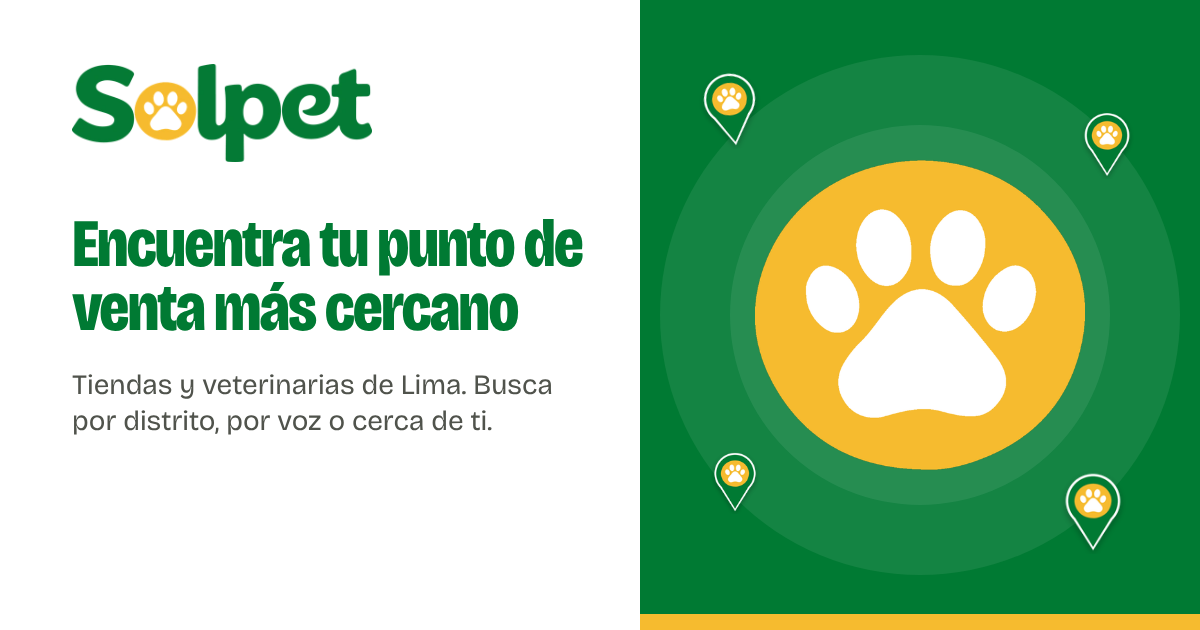 Solpet
Encuentra tu punto de
venta más cercano
Tiendas y veterinarias de Lima. Busca
por distrito, por voz o cerca de ti.